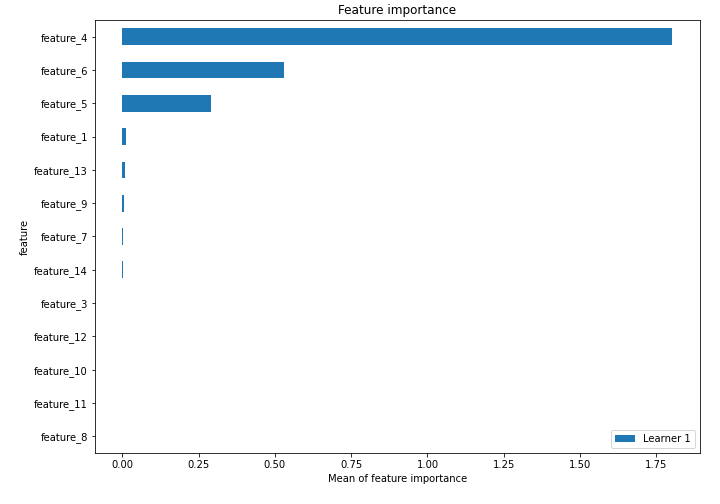 Feature importance
feature_4
feature_6
feature_5
feature_1
feature_13
feature_9
feature_7
feature_14
feature_3
feature_12
feature_10
feature_11
feature_8
feature
Learner 1
0.00 0.25 0.50 0.75 1.00 1.25 1.50 1.75
Mean of feature importance